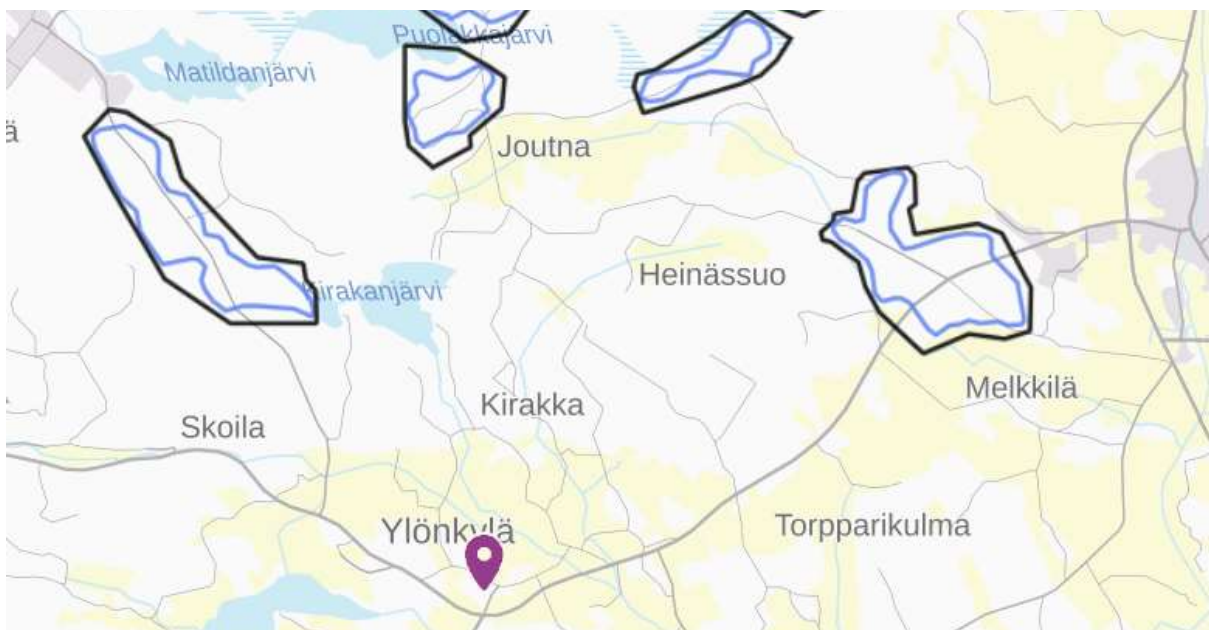 Puolakkajärvi
Matildanjärvi
ä
Joutna
Heinässuo
Kirakanjärvi
Melkkilä
Kirakka
Skoila
Torpparikulma
Ylönkylä